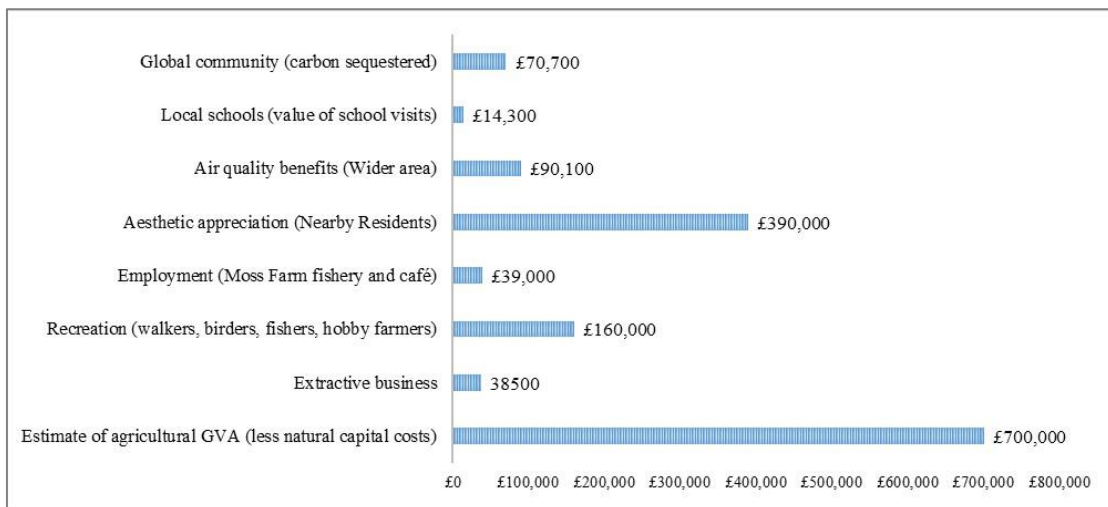 Global community (carbon sequestered) £70,700
Local schools (value of school visits) £14,300
Air quality benefits (Wider area) £90,100
Aesthetic appreciation (Nearby Residents) £390,000
Employment (Moss Farm fishery and café) £39,000
Recreation (walkers, birders, fishers, hobby farmers) £160,000
Extractive business 38500
Estimate of agricultural GVA (less natural capital costs) £700,000
£0 £100,000 £200,000 £300,000 £400,000 £500,000 £600,000 £700,000 £800,000